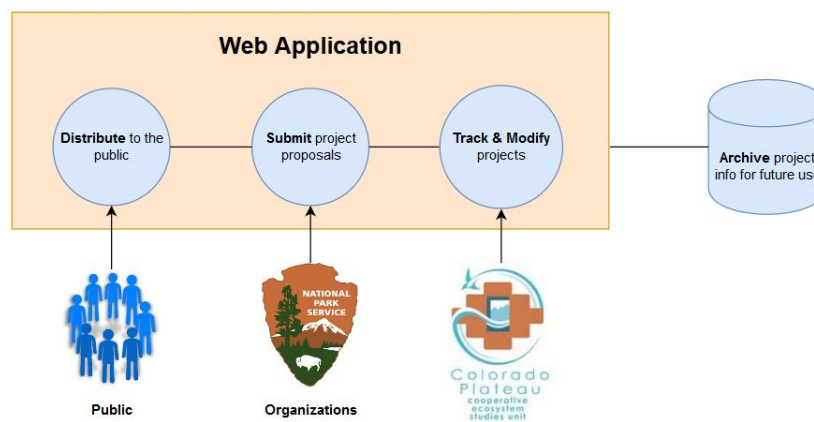 Web Application
Distribute to the
public
Submit project
proposals
Track & Modify
projects
Archive project
info for future use
NATIONAL
PARK
SERVICE
Colorado
Plateau
cooperative
ecosystem
studies unit
Public
Organizations